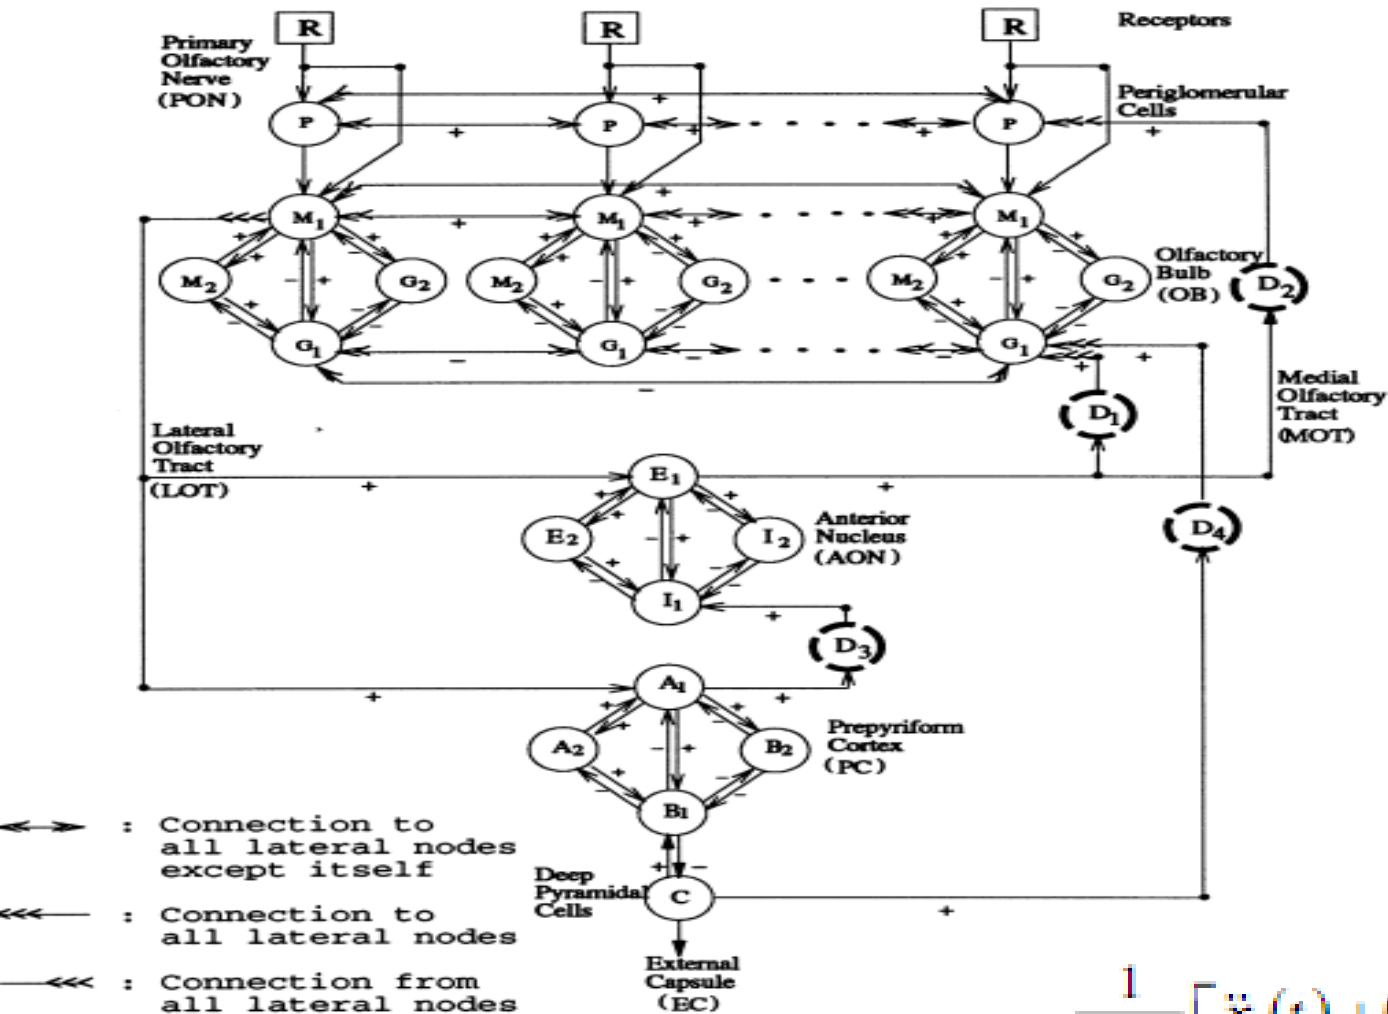 R
R
R
Receptors
Primary
Olfactory
Nerve
(PON)
Periglomerular
Cells
+
P
+
P
+
+
P
+
+
M1
+
M1
+
+
M1
+
+
-
+
+
+
-
+
+
+
-
+
M2
-
+
G2
M2
-
+
G2
M2
-
+
G2
Olfactory
Bulb
(OB)
D2
+
-
-
-
+
-
-
-
+
-
-
-
G1
-
G1
-
-
G1
+
+
-
Medial
Olfactory
Tract
(MOT)
D1
Lateral
Olfactory
Tract
(LOT)
+
E1
+
+
+
+
-
E2
-
+
I2
Anterior
Nucleus
(AON)
D4
+
-
-
-
I1
+
D3
+
A1
+
+
+
+
-
A2
-
+
B2
Prepyriform
Cortex
(PC)
+
-
-
-
B1
+
-
Deep
Pyramidal
Cells
C
+
External
Capsule
(EC)
: Connection to
all lateral nodes
except itself
: Connection to
all lateral nodes
: Connection from
all lateral nodes
1